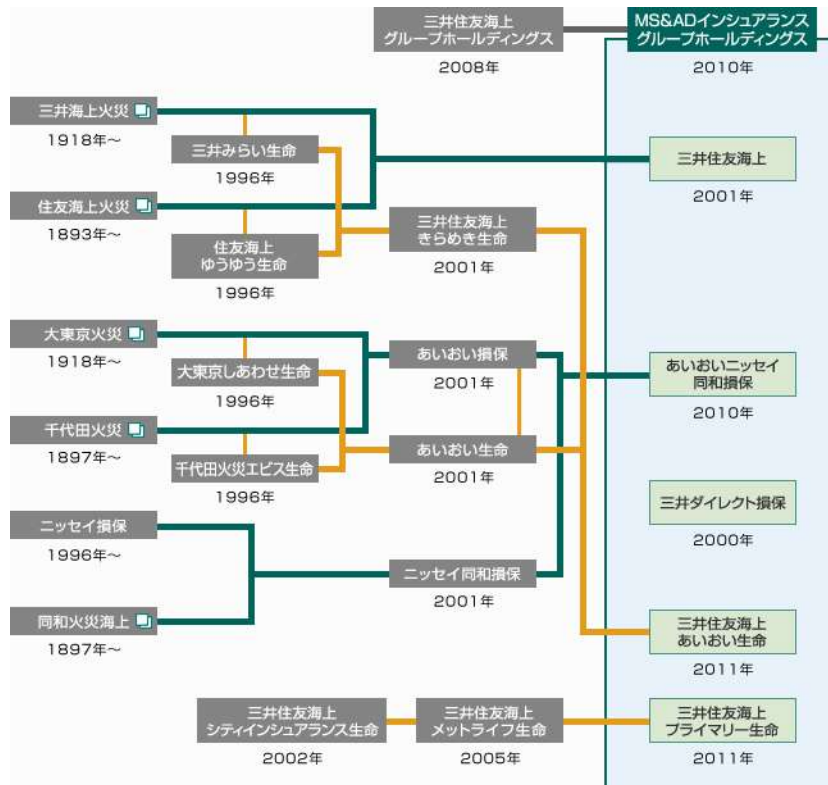 三井住友海上
グループホールディングス
2008年
MS&ADインシュアランス
グループホールディングス
2010年
三井海上火災
1918年～
三井みらい生命
1996年
三井住友海上
2001年
住友海上火災
1893年～
住友海上
ゆうゆう生命
1996年
三井住友海上
きらめき生命
2001年
大東京火災
1918年～
大東京しあわせ生命
1996年
あいおい損保
2001年
あいおいニッセイ
同和損保
2010年
千代田火災
1897年～
千代田火災エビス生命
1996年
あいおい生命
2001年
三井ダイレクト損保
2000年
ニッセイ損保
1996年～
ニッセイ同和損保
2001年
同和火災海上
1897年～
三井住友海上
あいおい生命
2011年
三井住友海上
シティインシュアランス生命
2002年
三井住友海上
メットライフ生命
2005年
三井住友海上
プライマリー生命
2011年